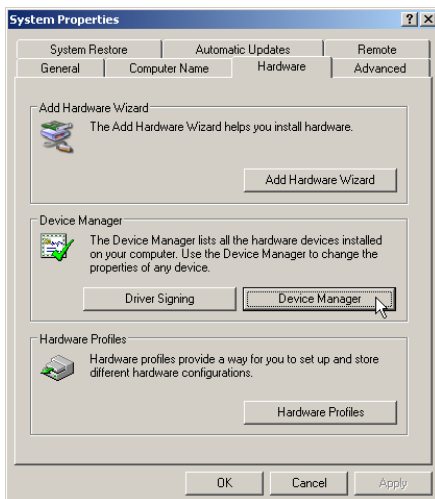 System Properties
System Restore Automatic Updates Remote
General Computer Name Hardware Advanced
Add Hardware Wizard
The Add Hardware Wizard helps you install hardware.
Add Hardware Wizard
Device Manager
The Device Manager lists all the hardware devices installed
on your computer. Use the Device Manager to change the
properties of any device.
Driver Signing Device Manager
Hardware Profiles
Hardware profiles provide a way for you to set up and store
different hardware configurations.
Hardware Profiles
OK Cancel Apply